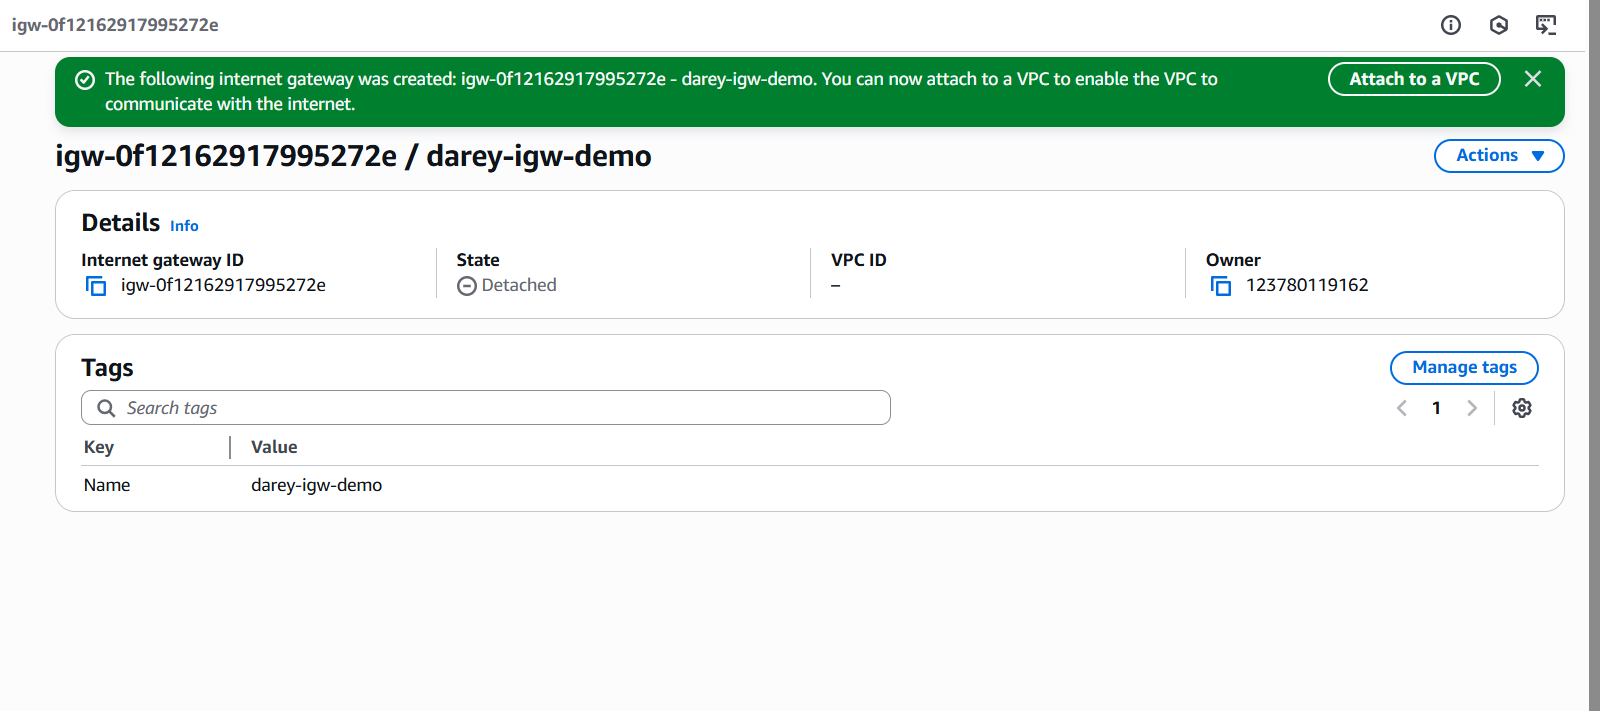 igw-0f12162917995272e
The following internet gateway was created: igw-0f12162917995272e - darey-igw-demo. You can now attach to a VPC to enable the VPC to
communicate with the internet.
Attach to a VPC
igw-0f12162917995272e / darey-igw-demo
Actions
Details Info
Internet gateway ID
igw-0f12162917995272e
State
Detached
VPC ID
–
Owner
123780119162
Tags
Manage tags
Search tags
1
Key Value
Name darey-igw-demo